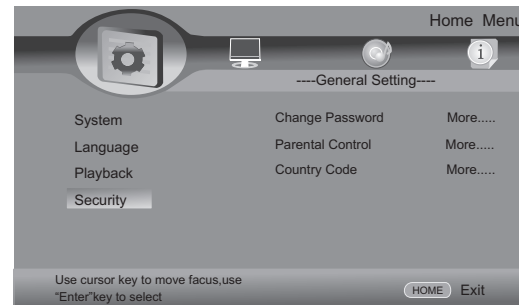 Home Menu
----General Setting----
System
Language
Playback
Security
Change Password More.....
Parental Control More.....
Country Code More.....
Use cursor key to move facus,use
“Enter”key to select
HOME Exit